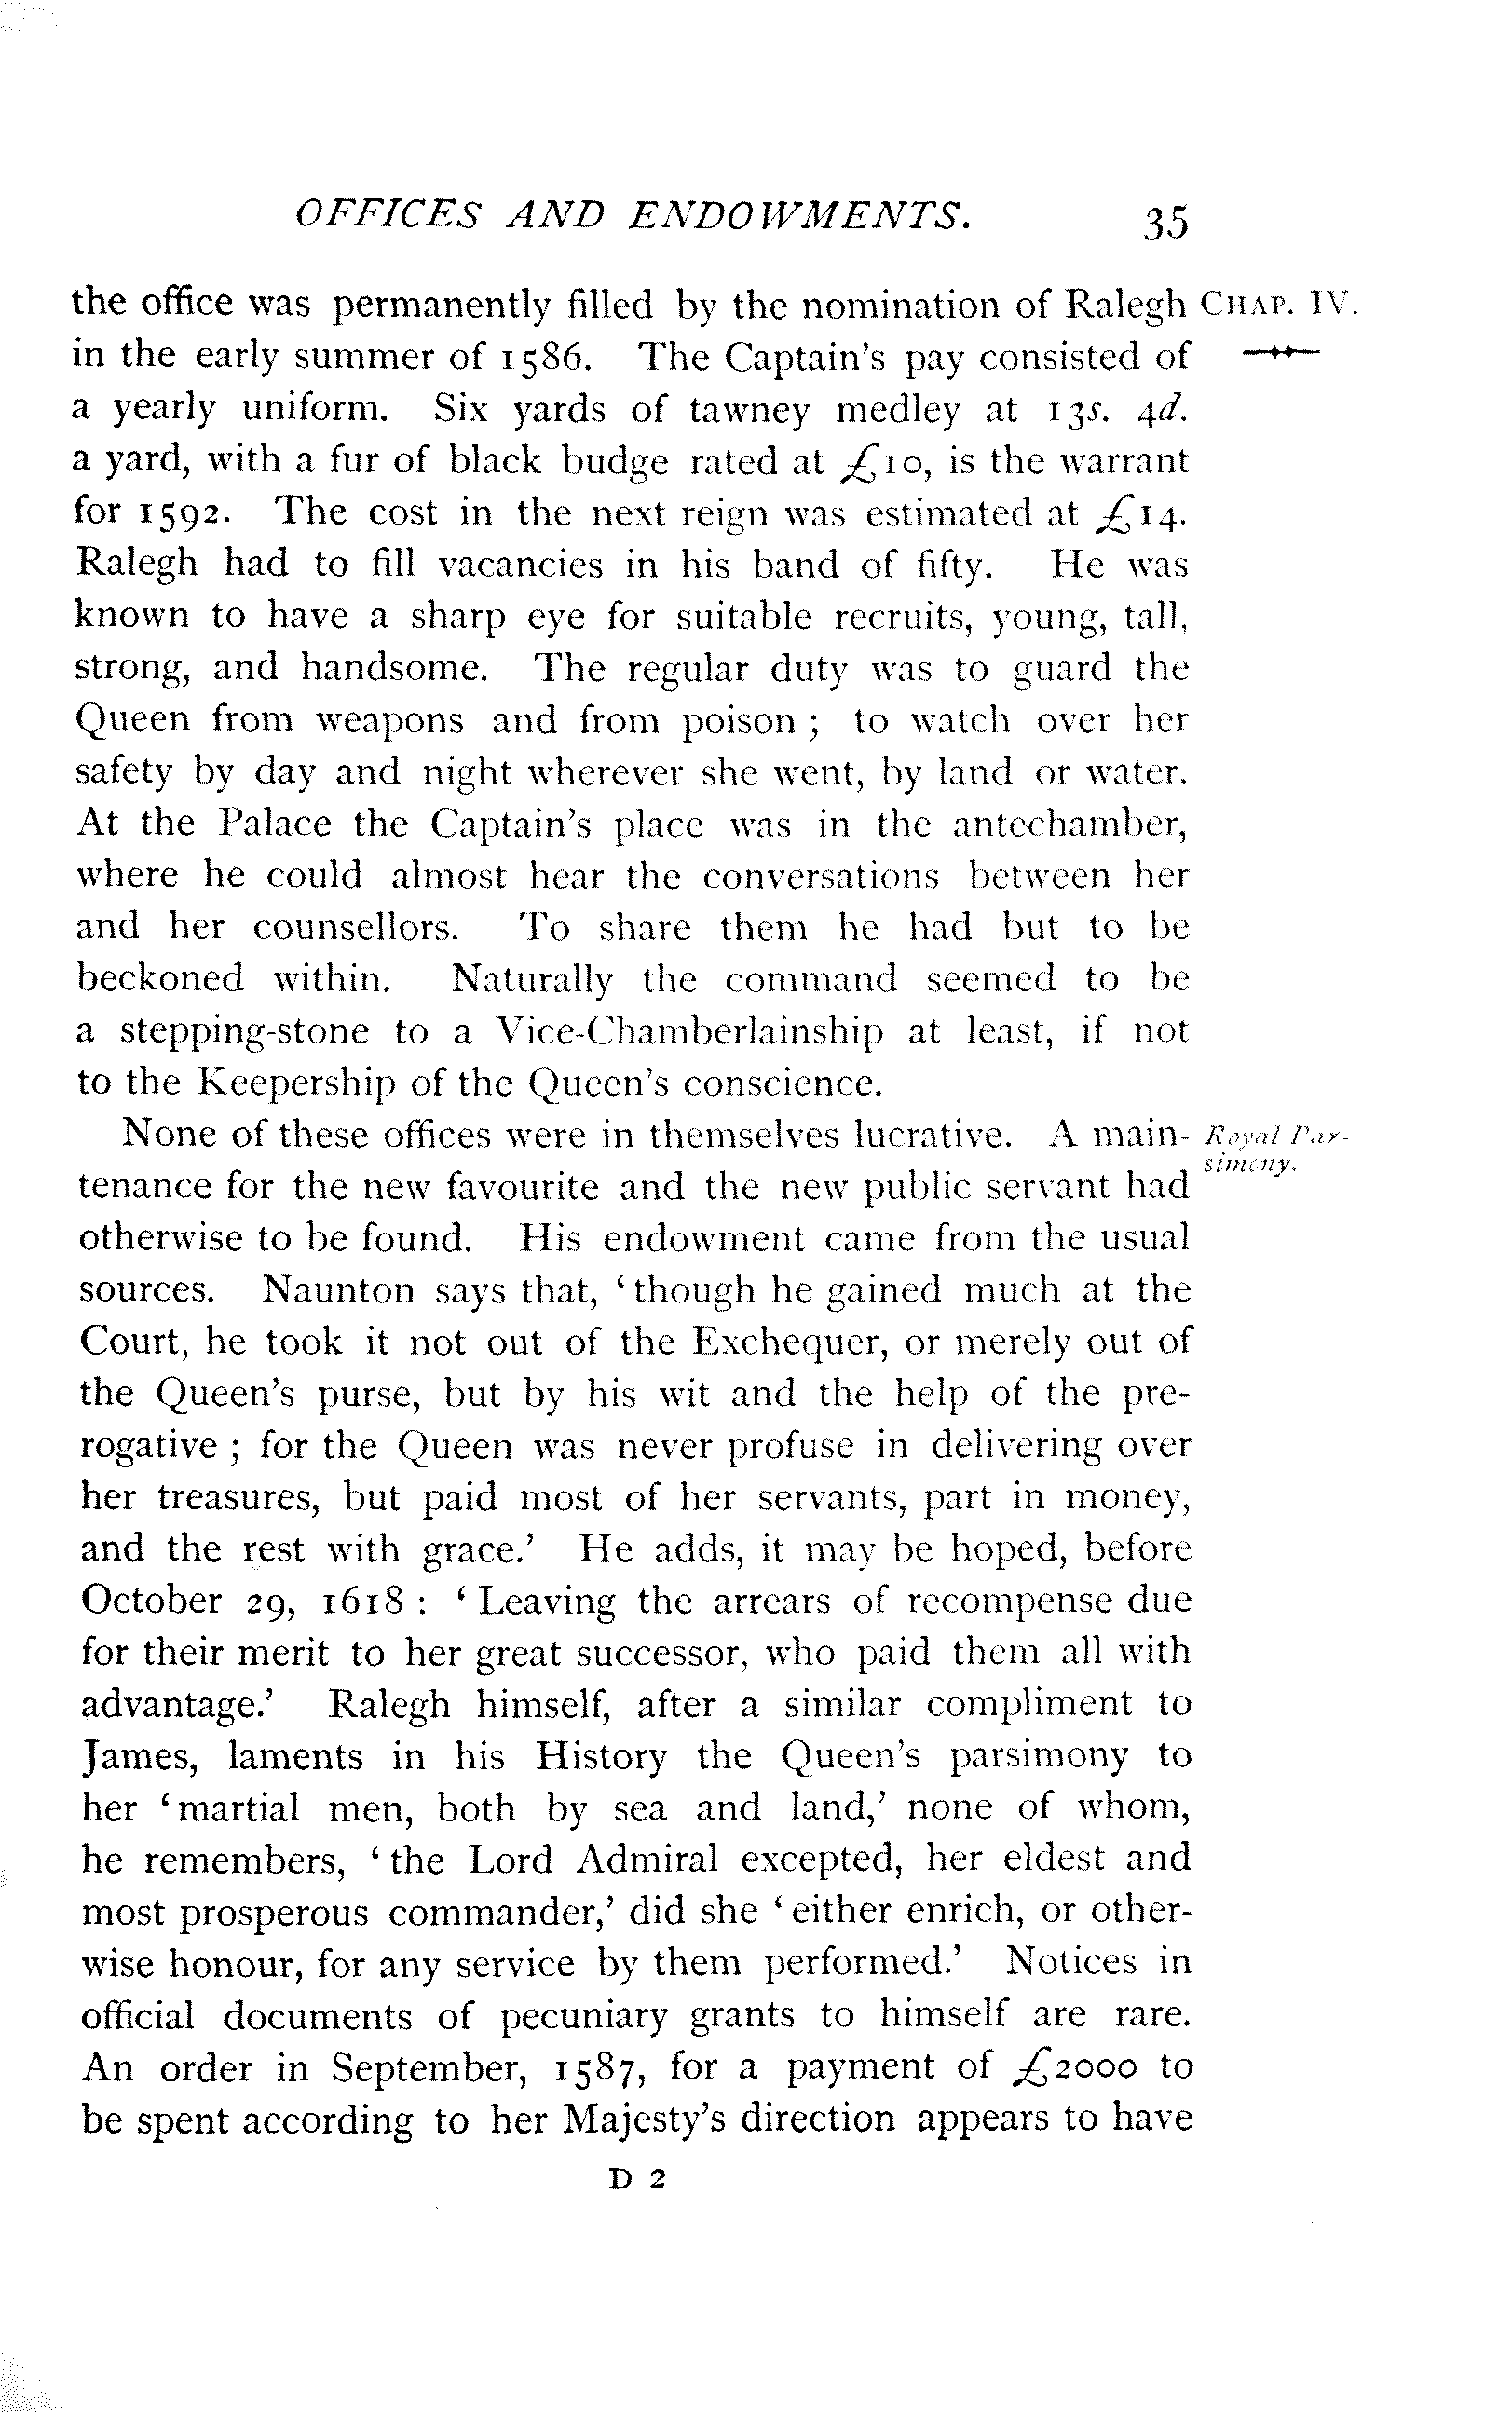 OFFICES AND ENDOWMENTS. 35
the office was permanently filled by the nomination of Ralegh CHAP. IV.
in the early summer of 1586. The Captain's pay consisted of
a yearly uniform. Six yards of tawney medley at 13s. 4d.
a yard, with a fur of black budge rated at £10, is the warrant
for 1592. The cost in the next reign was estimated at £14.
Ralegh had to fill vacancies in his band of fifty. He was
known to have a sharp eye for suitable recruits, young, tall,
strong, and handsome. The regular duty was to guard the
Queen from weapons and from poison ; to watch over her
safety by day and night wherever she went, by land or water.
At the Palace the Captain's place was in the antechamber,
where he could almost hear the conversations between her
and her counsellors. To share them he had but to be
beckoned within. Naturally the command seemed to be
a stepping-stone to a Vice-Chamberlainship at least, if not
to the Keepership of the Queen's conscience.
None of these offices were in themselves lucrative. A main-
Royal Par-
simony.
tenance for the new favourite and the new public servant had
otherwise to be found. His endowment came from the usual
sources. Naunton says that, ‘though he gained much at the
Court, he took it not out of the Exchequer, or merely out of
the Queen's purse, but by his wit and the help of the pre-
rogative ; for the Queen was never profuse in delivering over
her treasures, but paid most of her servants, part in money,
and the rest with grace.’ He adds, it may be hoped, before
October 29, 1618 : ‘Leaving the arrears of recompense due
for their merit to her great successor, who paid them all with
advantage.’ Ralegh himself, after a similar compliment to
James, laments in his History the Queen's parsimony to
her ‘martial men, both by sea and land,’ none of whom,
he remembers, ‘the Lord Admiral excepted, her eldest and
most prosperous commander,’ did she ‘either enrich, or other-
wise honour, for any service by them performed.’ Notices in
official documents of pecuniary grants to himself are rare.
An order in September, 1587, for a payment of £2000 to
be spent according to her Majesty's direction appears to have
D 2